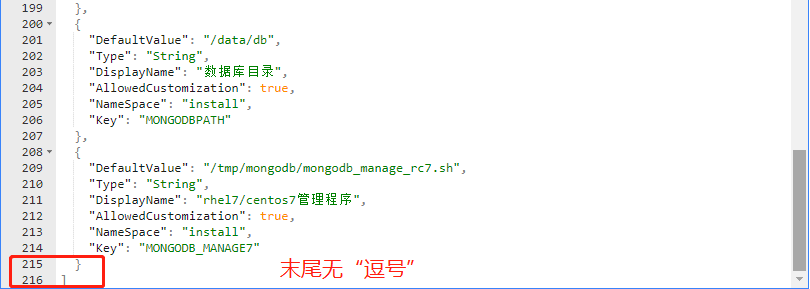 199 },
200 {
201 "DefaultValue": "/data/db",
202 "Type": "String",
203 "DisplayName": "数据库目录",
204 "AllowedCustomization": true,
205 "NameSpace": "install",
206 "Key": "MONGODBPATH"
207 },
208 {
209 "DefaultValue": "/tmp/mongodb/mongodb_manage_rc7.sh",
210 "Type": "String",
211 "DisplayName": "rhel7/centos7管理程序",
212 "AllowedCustomization": true,
213 "NameSpace": "install",
214 "Key": "MONGODB_MANAGE7"
215 }
216 ]
末尾无“逗号”